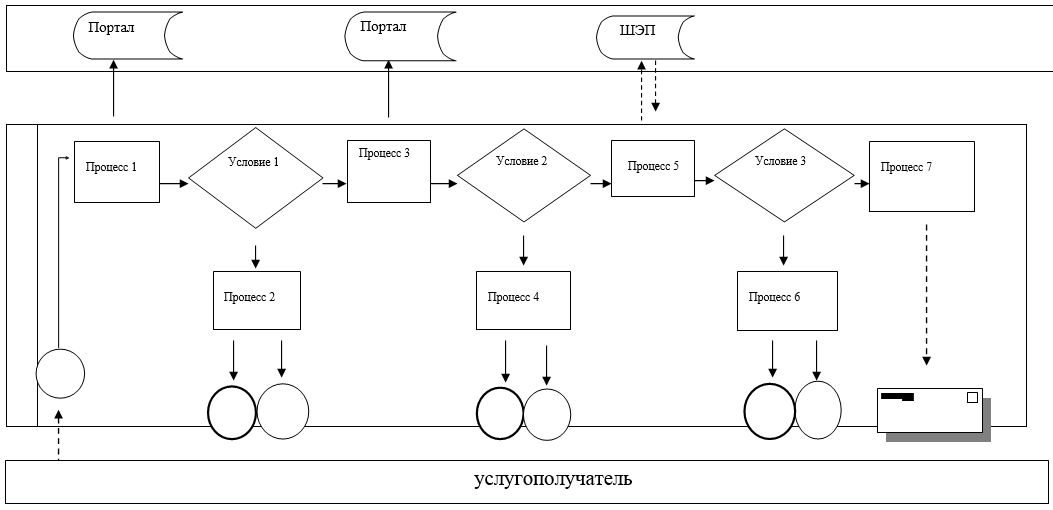 Портал
Портал
ШЭП
Процесс 1
Условие 1
Процесс 3
Условие 2
Процесс 5
Условие 3
Процесс 7
Процесс 2
Процесс 4
Процесс 6
услугополучатель